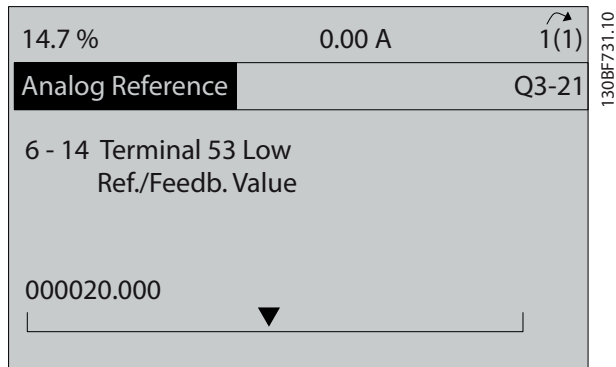 14.7 % 0.00 A 1(1)
Analog Reference Q3-21
6 - 14 Terminal 53 Low
Ref./Feedb. Value
000020.000
130BF731.10